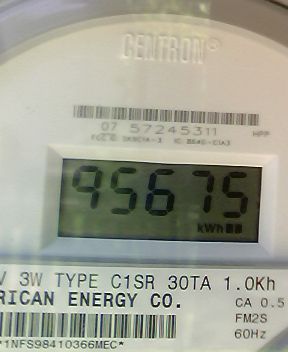 CENTRON®
07 57245311 HPP
95675
kWh
V 3W TYPE C1SR 30TA 1.0Kh
RICAN ENERGY CO. CA 0.5
FM2S
60Hz
*1NFS98410366MEC*